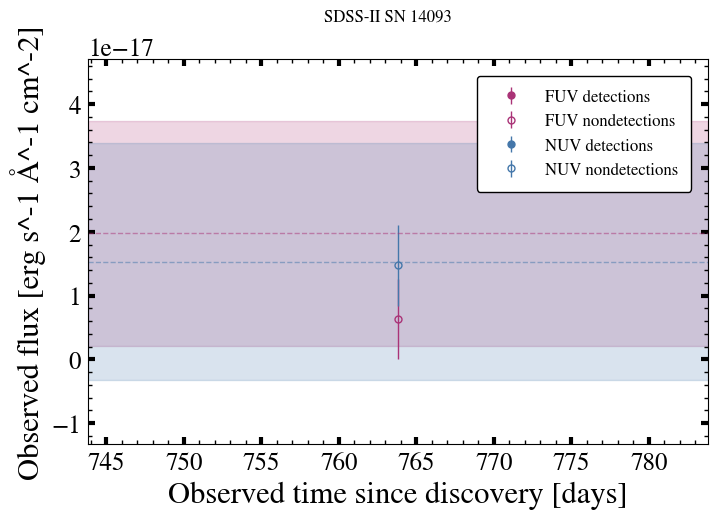 SDSS-II SN 14093
1e−17
FUV detections
FUV nondetections
NUV detections
NUV nondetections
4
3
2
1
0
−1
Observed flux [erg s^-1 Å^-1 cm^-2]
745 750 755 760 765 770 775 780
Observed time since discovery [days]